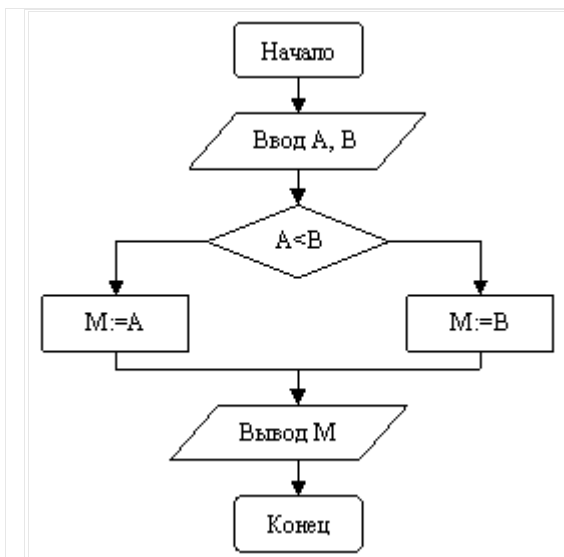 Начало
Ввод A, B
A<B
M:=A
M:=B
Вывод M
Конец